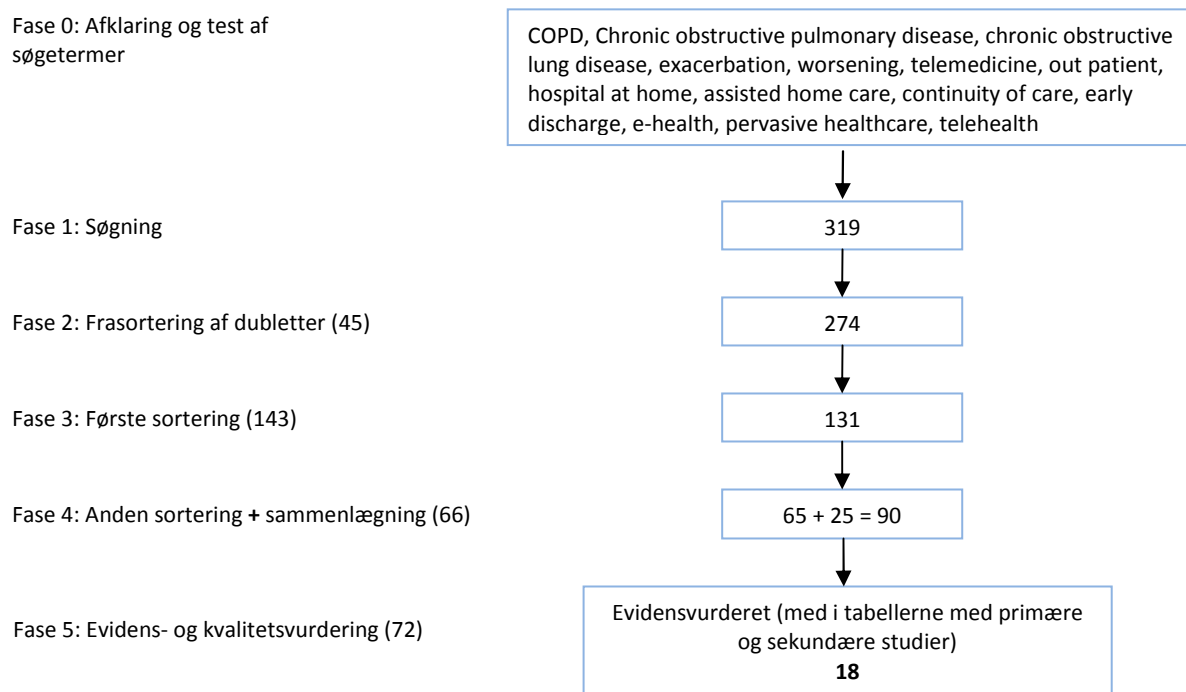 Fase 0: Afklaring og test af
søgetermer
COPD, Chronic obstructive pulmonary disease, chronic obstructive
lung disease, exacerbation, worsening, telemedicine, out patient,
hospital at home, assisted home care, continuity of care, early
discharge, e-health, pervasive healthcare, telehealth
Fase 1: Søgning
319
Fase 2: Frasortering af dubletter (45)
274
Fase 3: Første sortering (143)
131
Fase 4: Anden sortering + sammenlægning (66)
65 + 25 = 90
Fase 5: Evidens- og kvalitetsvurdering (72)
Evidensvurderet (med i tabellerne med primære
og sekundære studier)
18